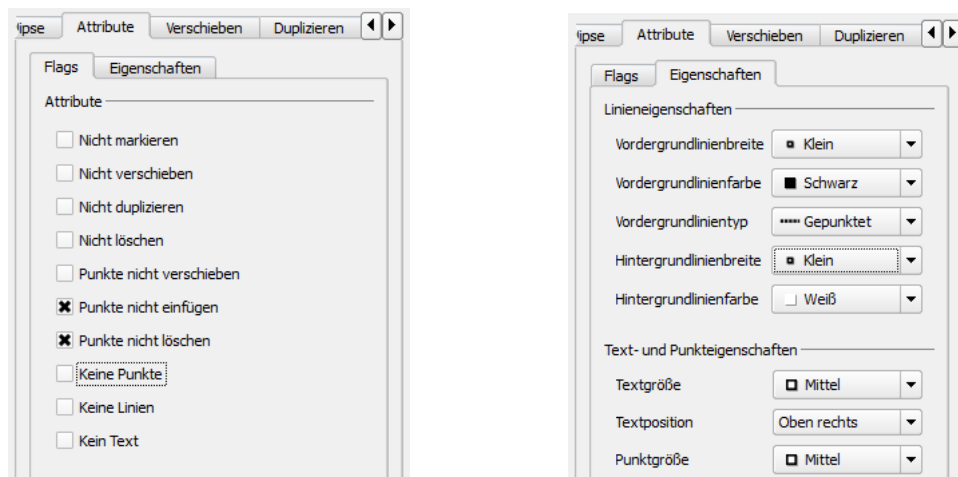 ipse Attribute Verschieben Duplizieren
Flags Eigenschaften
Attribute
Nicht markieren
Nicht verschieben
Nicht duplizieren
Nicht löschen
Punkte nicht verschieben
Punkte nicht einfügen
Punkte nicht löschen
Keine Punkte
Keine Linien
Kein Text
ipse Attribute Verschieben Duplizieren
Flags Eigenschaften
Linieneigenschaften
Vordergrundlinienbreite Klein
Vordergrundlinienfarbe Schwarz
Vordergrundlinientyp Gepunktet
Hintergrundlinienbreite Klein
Hintergrundlinienfarbe Weiß
Text- und Punkteigenschaften
Textgröße Mittel
Textposition Oben rechts
Punktgröße Mittel